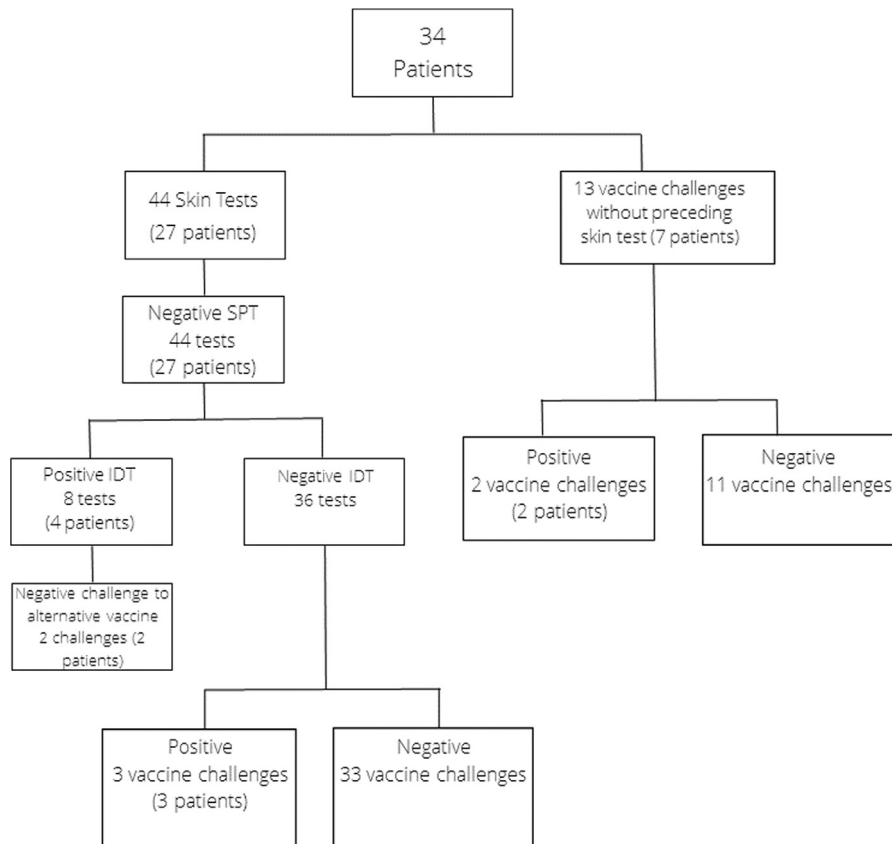 34
Patients
44 Skin Tests
(27 patients)
13 vaccine challenges
without preceding
skin test (7 patients)
Negative SPT
44 tests
(27 patients)
Positive IDT
8 tests
(4 patients)
Negative IDT
36 tests
Positive
2 vaccine challenges
(2 patients)
Negative
11 vaccine challenges
Negative challenge to
alternative vaccine
2 challenges (2
patients)
Positive
3 vaccine challenges
(3 patients)
Negative
33 vaccine challenges